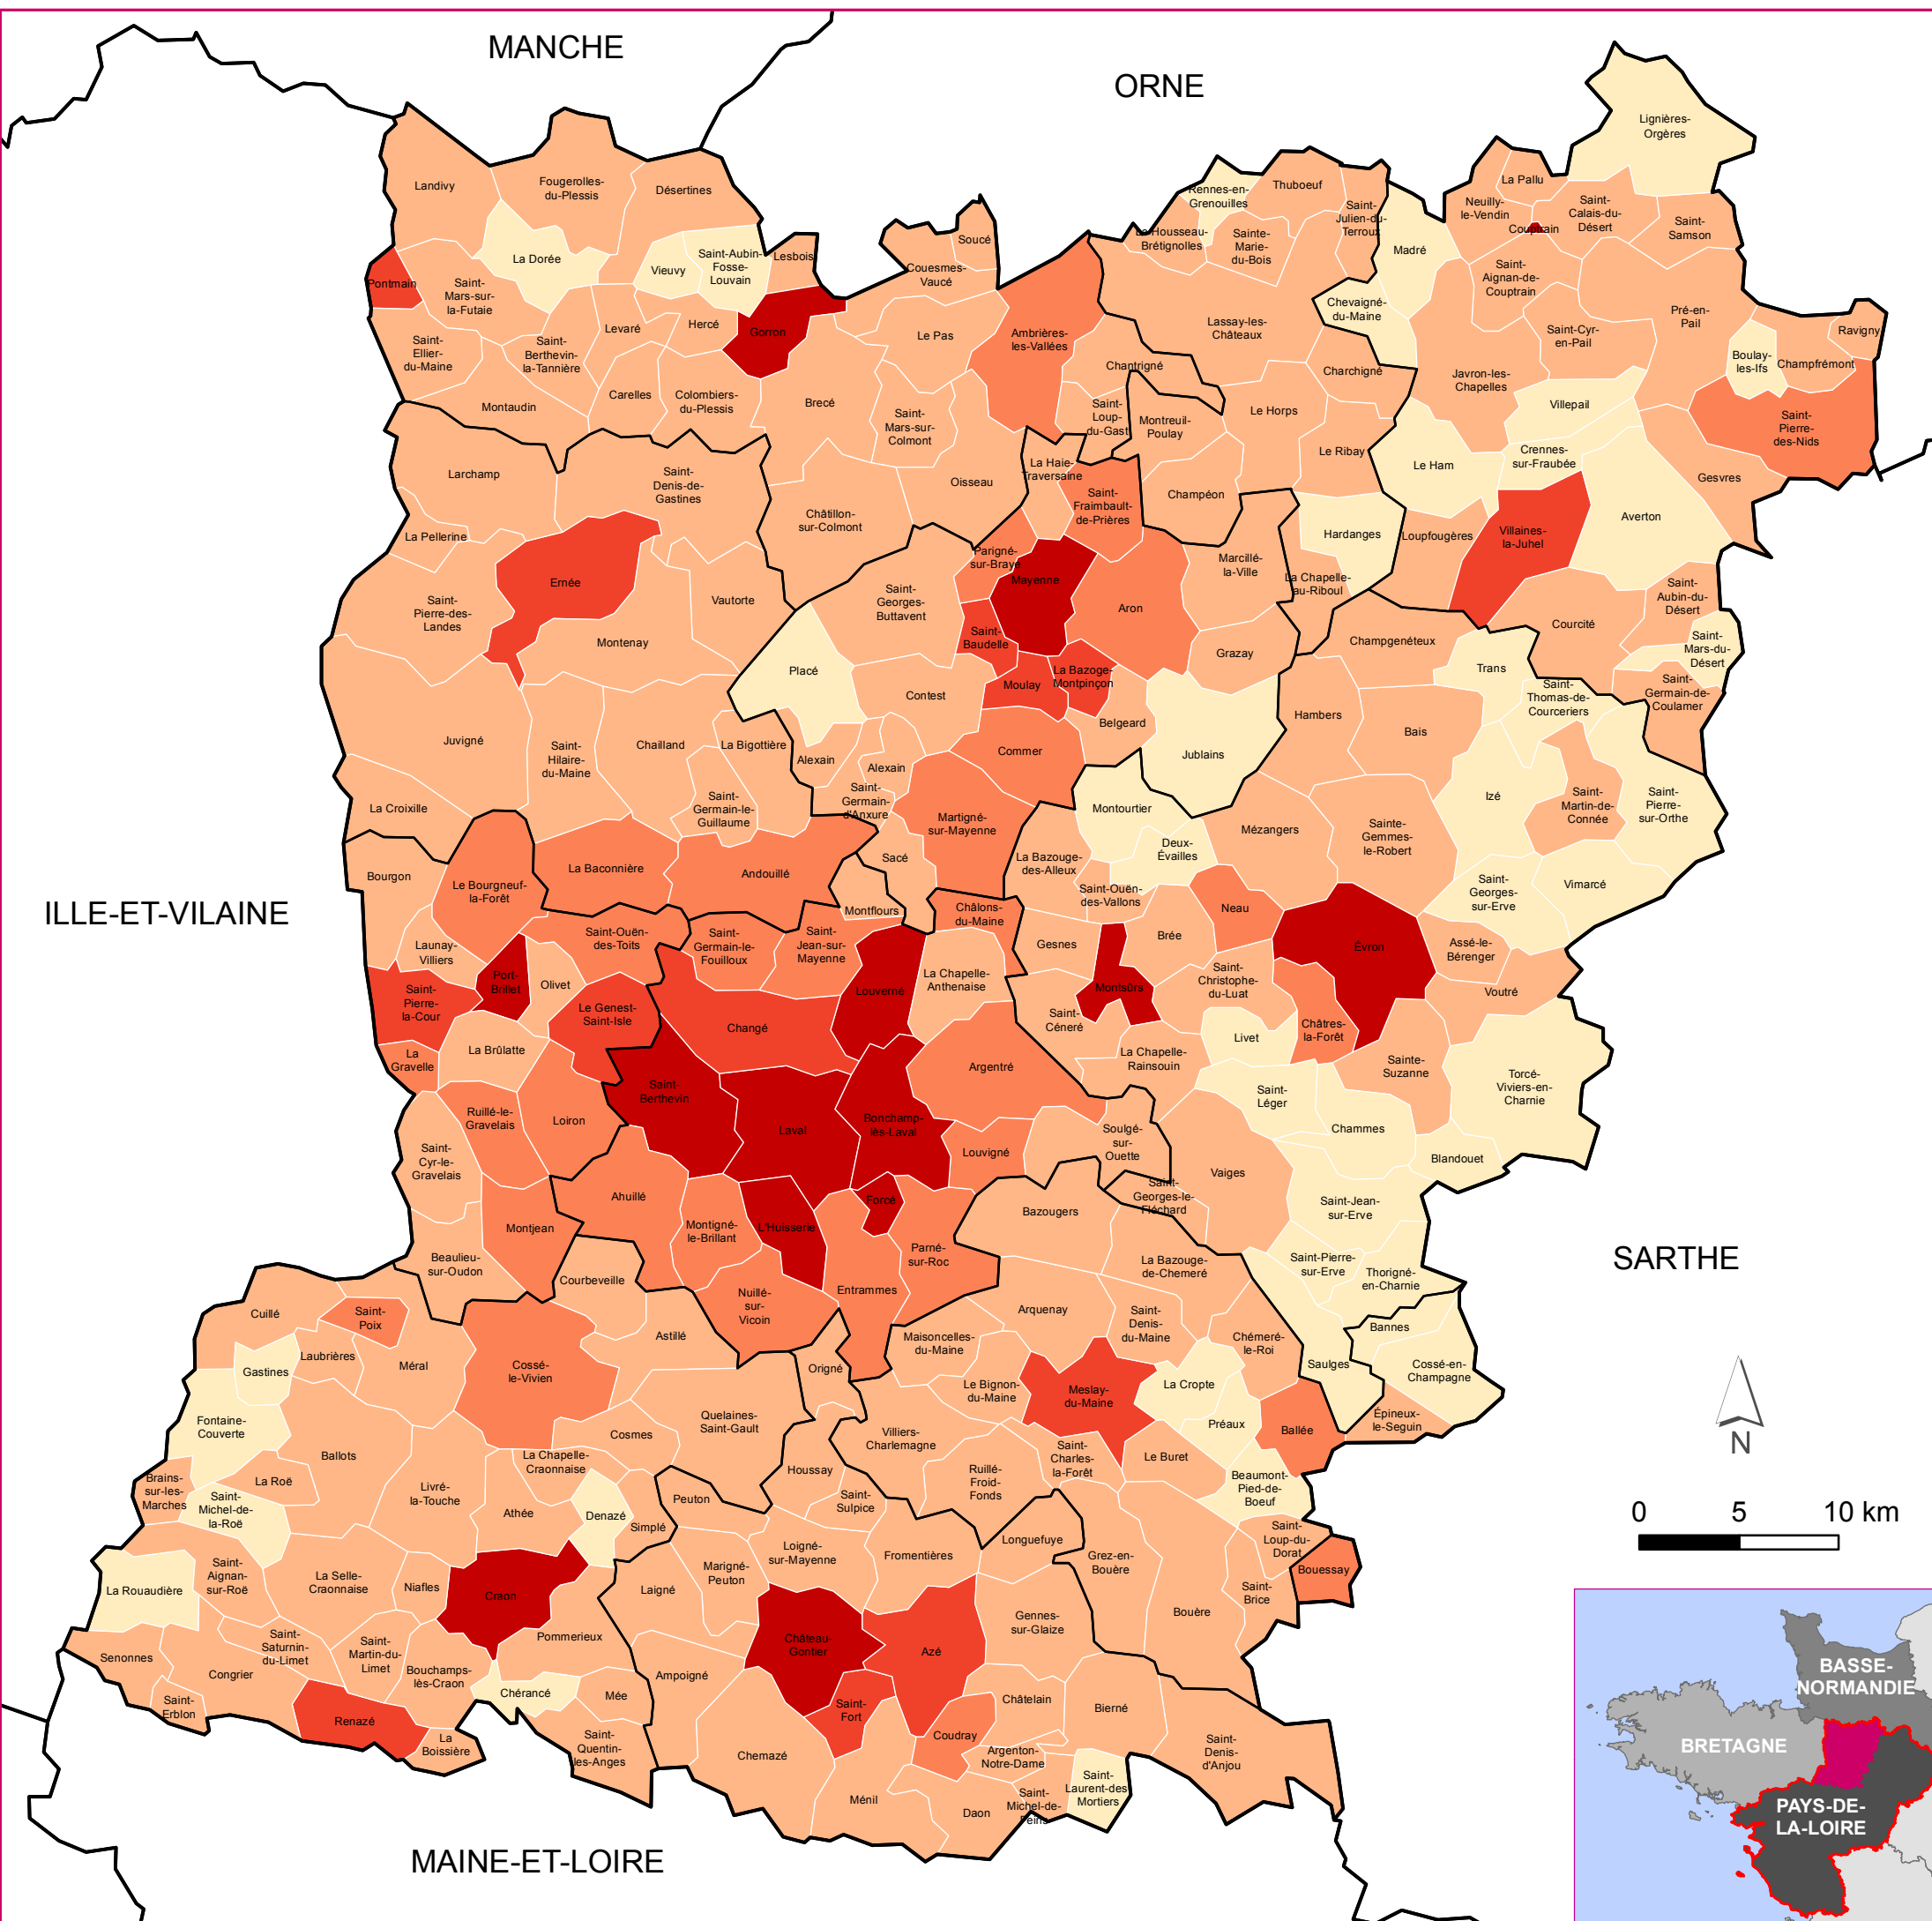 MANCHE
ORNE
Lignières-
Orgères
Landivy
Fougerolles-
du-Plessis
Désertines
Rennes-en-
Grenouilles
Thuboeuf
La Pallu
Neuilly-
le-Vendin
Saint-
Calais-du-
Désert
Saint-
Samson
Couptrain
Saint-
Julien-du-
Terroux
Le Housseau-
Brétignolles
Sainte-
Marie-
du-Bois
Madré
La Dorée
Vieuvy
Saint-Aubin-
Fosse-
Louvain
Lesbois
Soucé
Couesmes-
Vaucé
Pontmain
Saint-
Mars-sur-
la-Futaie
Saint-
Aignan-de-
Couptrain
Chevaigné-
du-Maine
Pré-en-
Pail
Ravigny
Saint-
Ellier-
du-Maine
Saint-
Berthevin-
la-Tannière
Levaré
Hercé
Gorron
Le Pas
Ambrières-
les-Vallées
Lassay-les-
Châteaux
Saint-Cyr-
en-Pail
Boulay-
les-Ifs
Champfrémont
Chantrigné
Charchigné
Javron-les-
Chapelles
Villepail
Saint-
Pierre-
des-Nids
Montaudin
Carelles
Colombiers-
du-Plessis
Brecé
Saint-
Mars-sur-
Colmont
Saint-
Loup-
du-Gast
Montreuil-
Poulay
Le Horps
Le Ribay
Le Ham
Crennes-
sur-Fraubée
Gesvres
Larchamp
Saint-
Denis-de-
Gastines
Châtillon-
sur-Colmont
Oisseau
La Haie-
Traversaine
Saint-
Fraimbault-
de-Prières
Champéon
Hardanges
Loupfougères
Villaines-
la-Juhel
Averton
La Pellerine
Ernée
Vautorte
Saint-
Georges-
Buttavent
Parigné-
sur-Braye
Mayenne
Aron
Marcillé-
la-Ville
La Chapelle-
au-Riboul
Saint-
Aubin-du-
Désert
Saint-
Pierre-des-
Landes
Montenay
Saint-
Baudelle
Grazay
Champgenéteux
Courcité
Saint-
Mars-du-
Désert
Placé
Contest
Moulay
La Bazoge-
Montpinçon
Trans
Saint-
Thomas-de-
Courceriers
Saint-
Germain-de-
Coulamer
Juvigné
Saint-
Hilaire-
du-Maine
Chailland
La Bigottière
Alexain
Alexain
Commer
Belgeard
Jublains
Hambers
Bais
Izé
Saint-
Martin-de-
Connée
Saint-
Pierre-
sur-Orthe
La Croixille
Saint-
Germain-le-
Guillaume
Saint-
Germain-
d'Anxure
Martigné-
sur-Mayenne
Montourtier
Mézangers
Sainte-
Gemmes-
le-Robert
Deux-
Évailles
Bourgon
Le Bourgneuf-
la-Forêt
La Baconnière
Andouillé
Sacé
La Bazouge-
des-Alleux
Saint-Ouën-
des-Vallons
Saint-
Georges-
sur-Erve
Vimarcé
Montflours
Châlons-
du-Maine
Neau
ILLE-ET-VILAINE
Launay-
Villiers
Saint-Ouën-
des-Toits
Saint-
Germain-le-
Fouilloux
Saint-
Jean-sur-
Mayenne
Gesnes
Brée
Évron
Assé-le-
Bérenger
Saint-
Pierre-
la-Cour
Port-
Brillet
Olivet
Louverné
La Chapelle-
Anthenaise
Montsûrs
Saint-
Christophe-
du-Luat
Voutré
Le Genest-
Saint-Isle
Changé
Saint-
Céneré
Livet
Châtres-
la-Forêt
La
Gravelle
La Brûlatte
Argentré
La Chapelle-
Rainsouin
Sainte-
Suzanne
Torcé-
Viviers-en-
Charnie
Saint-
Berthevin
Saint-
Léger
Ruillé-le-
Gravelais
Loiron
Laval
Bonchamp-
lès-Laval
Louvigné
Soulgé-
sur-
Ouette
Chammes
Blandouet
Saint-
Cyr-le-
Gravelais
Vaiges
Ahuillé
Forcé
Saint-
Georges-le-
Fléchard
Saint-Jean-
sur-Erve
Montjean
Montigné-
le-Brillant
L'Huisserie
Parné-
sur-Roc
Bazougers
Beaulieu-
sur-Oudon
Courbeveille
Entrammes
La Bazouge-
de-Chemeré
Saint-Pierre-
sur-Erve
Thorigné-
en-Charnie
SARTHE
Cuillé
Saint-
Poix
Nuillé-
sur-
Vicoin
Arquenay
Saint-
Denis-
du-Maine
Bannes
Astillé
Maisoncelles-
du-Maine
Chémeré-
le-Roi
Saulges
Cossé-en-
Champagne
Gastines
Laubrières
Méral
Cossé-
le-Vivien
Origné
Le Bignon-
du-Maine
Meslay-
du-Maine
La Cropte
Fontaine-
Couverte
Quelaines-
Saint-Gault
Préaux
Ballée
Épineux-
le-Seguin
Cosmes
Villiers-
Charlemagne
Ballots
La Chapelle-
Craonnaise
Houssay
Ruillé-
Froid-
Fonds
Saint-
Charles-
la-Forêt
Le Buret
N
Brains-
sur-les-
Marches
La Roë
Livré-
la-Touche
Peuton
Saint-
Sulpice
Beaumont-
Pied-de-
Boeuf
Saint-
Michel-de-
la-Roë
Athée
Denazé
Simplé
0 5 10 km
Longuefuye
Saint-
Loup-du-
Dorat
Saint-
Aignan-
sur-Roë
La Rouaudière
La Selle-
Craonnaise
Niafles
Craon
Laigné
Marigné-
Peuton
Loigné-
sur-Mayenne
Fromentières
Grez-en-
Bouère
Bouessay
Saint-
Brice
Bouère
Gennes-
sur-Glaize
Senonnes
Saint-
Saturnin-
du-Limet
Saint-
Martin-du-
Limet
Pommerieux
Château-
Gontier
Azé
Congrier
Bouchamps-
lès-Craon
Ampoigné
Saint-
Erblon
Renazé
Chérancé
Mée
Saint-
Fort
Châtelain
Bierné
La
Boissière
Saint-
Quentin-
les-Anges
Chemazé
Coudray
Argenton-
Notre-Dame
Saint-
Denis-
d'Anjou
Ménil
Daon
Saint-
Michel-de-
Feins
Saint-
Laurent-des-
Mortiers
MAINE-ET-LOIRE
BASSE-
NORMANDIE
BRETAGNE
PAYS-DE-
LA-LOIRE